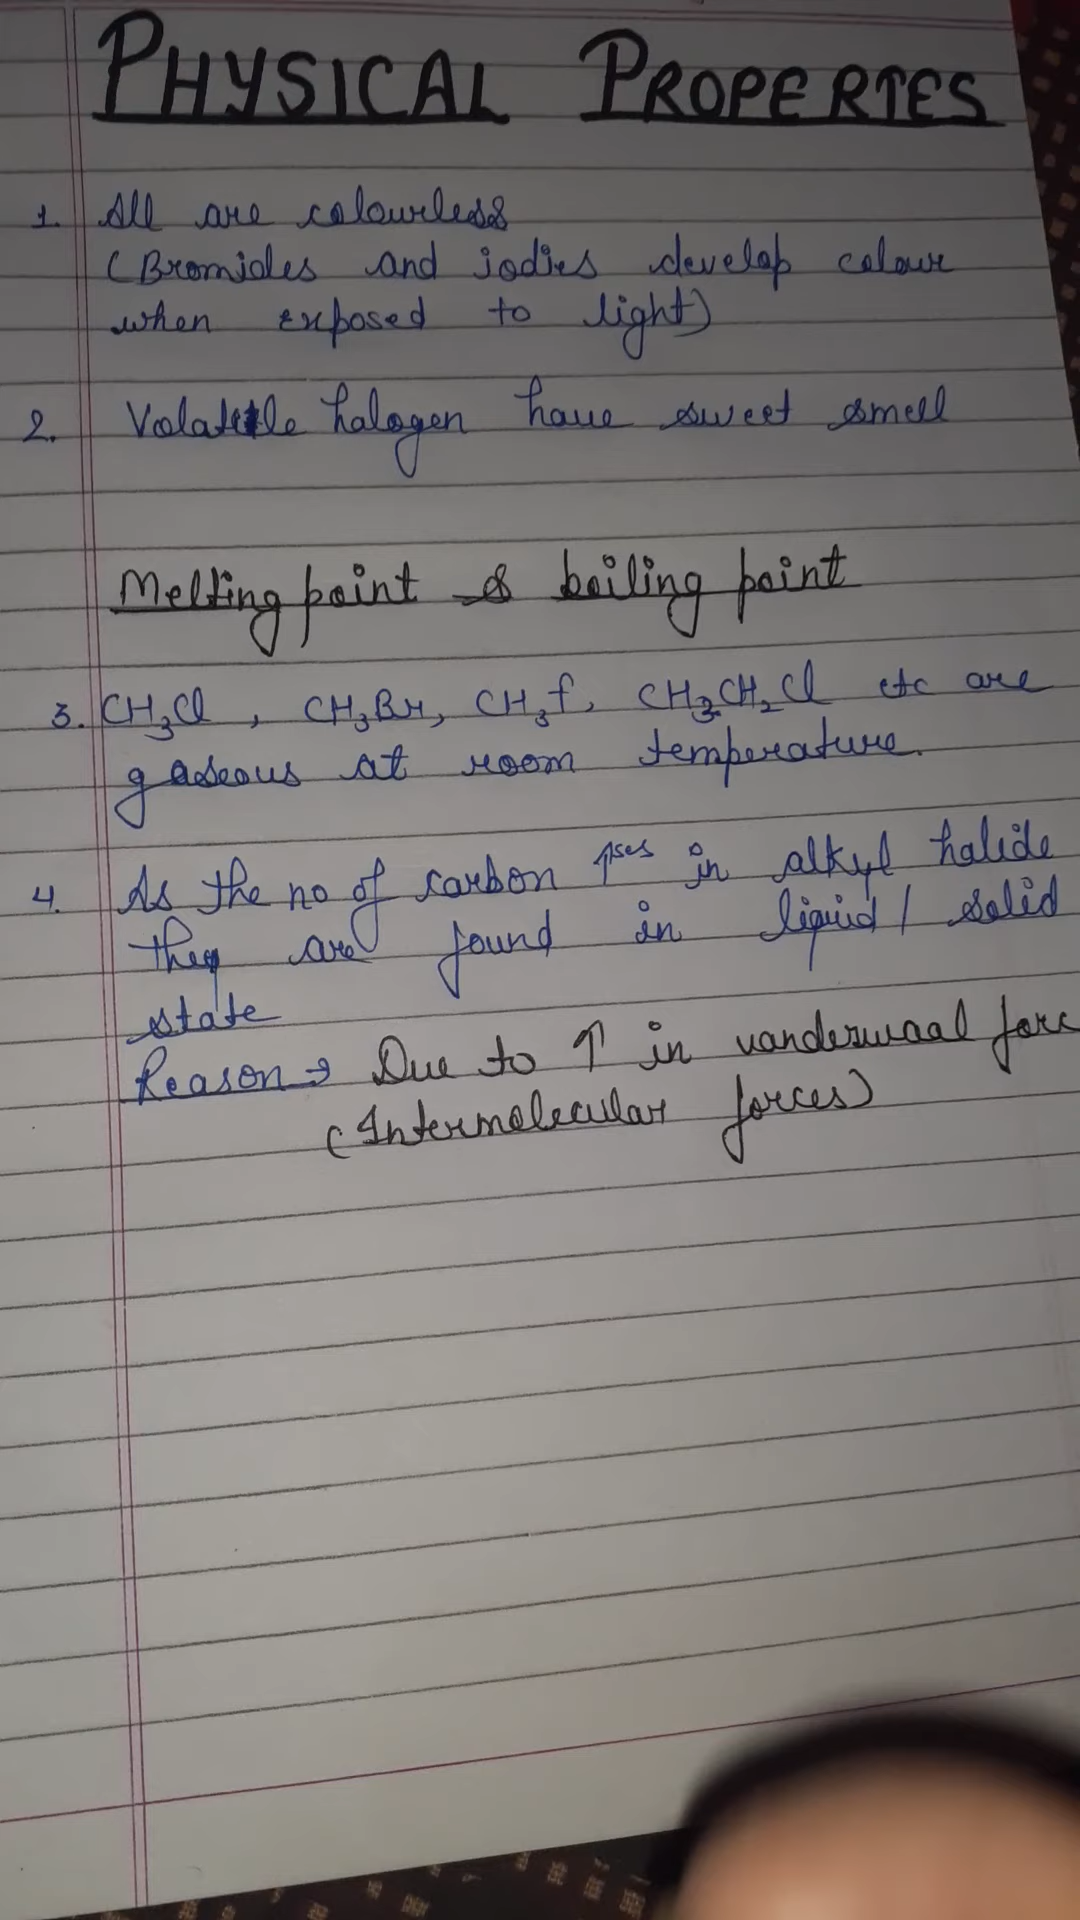 PHYSICAL PROPERTES
1. All are colourless
(Bromides and iodies develop colour
when exposed to light)
2. Volatile halogen have sweet smell
Melting point & boiling point
3. CH₃Cl, CH₃Br, CH₃f, CH₃CH₂Cl etc are
gaseous at room temperature.
4. As the no of carbon ↑ses in alkyl halide
they are found in liquid / solid
state
Reason → Due to ↑ in vanderwaal forc
(Intermolecular forces)